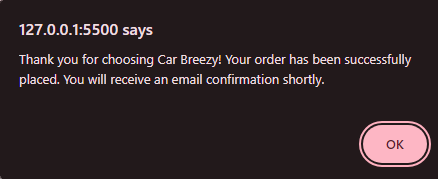 127.0.0.1:5500 says
Thank you for choosing Car Breezy! Your order has been successfully
placed. You will receive an email confirmation shortly.
OK